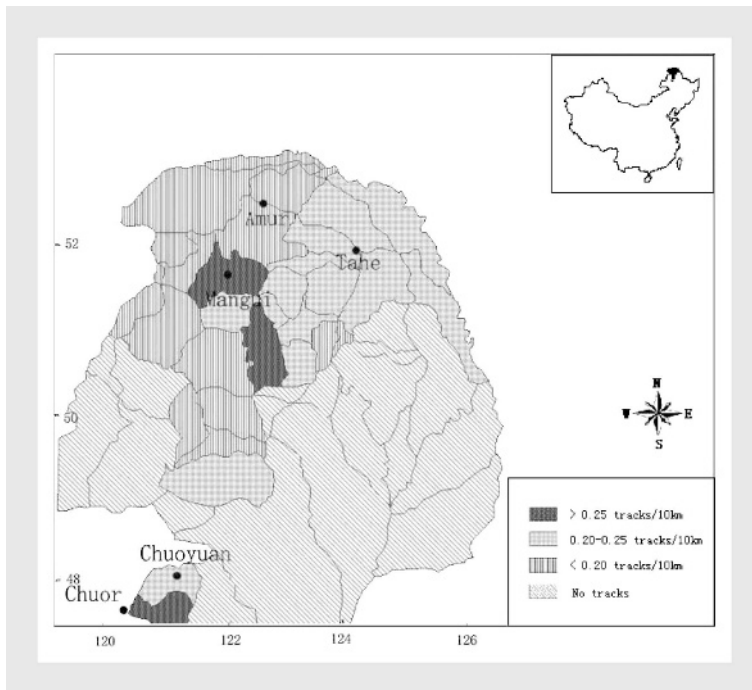 Amur
52
Tahe
Mangui
N
50
W E
S
> 0.25 tracks/10km
0.20-0.25 tracks/10km
Chuoyuan
< 0.20 tracks/10km
48
Chuor
No tracks
120
122
124
126